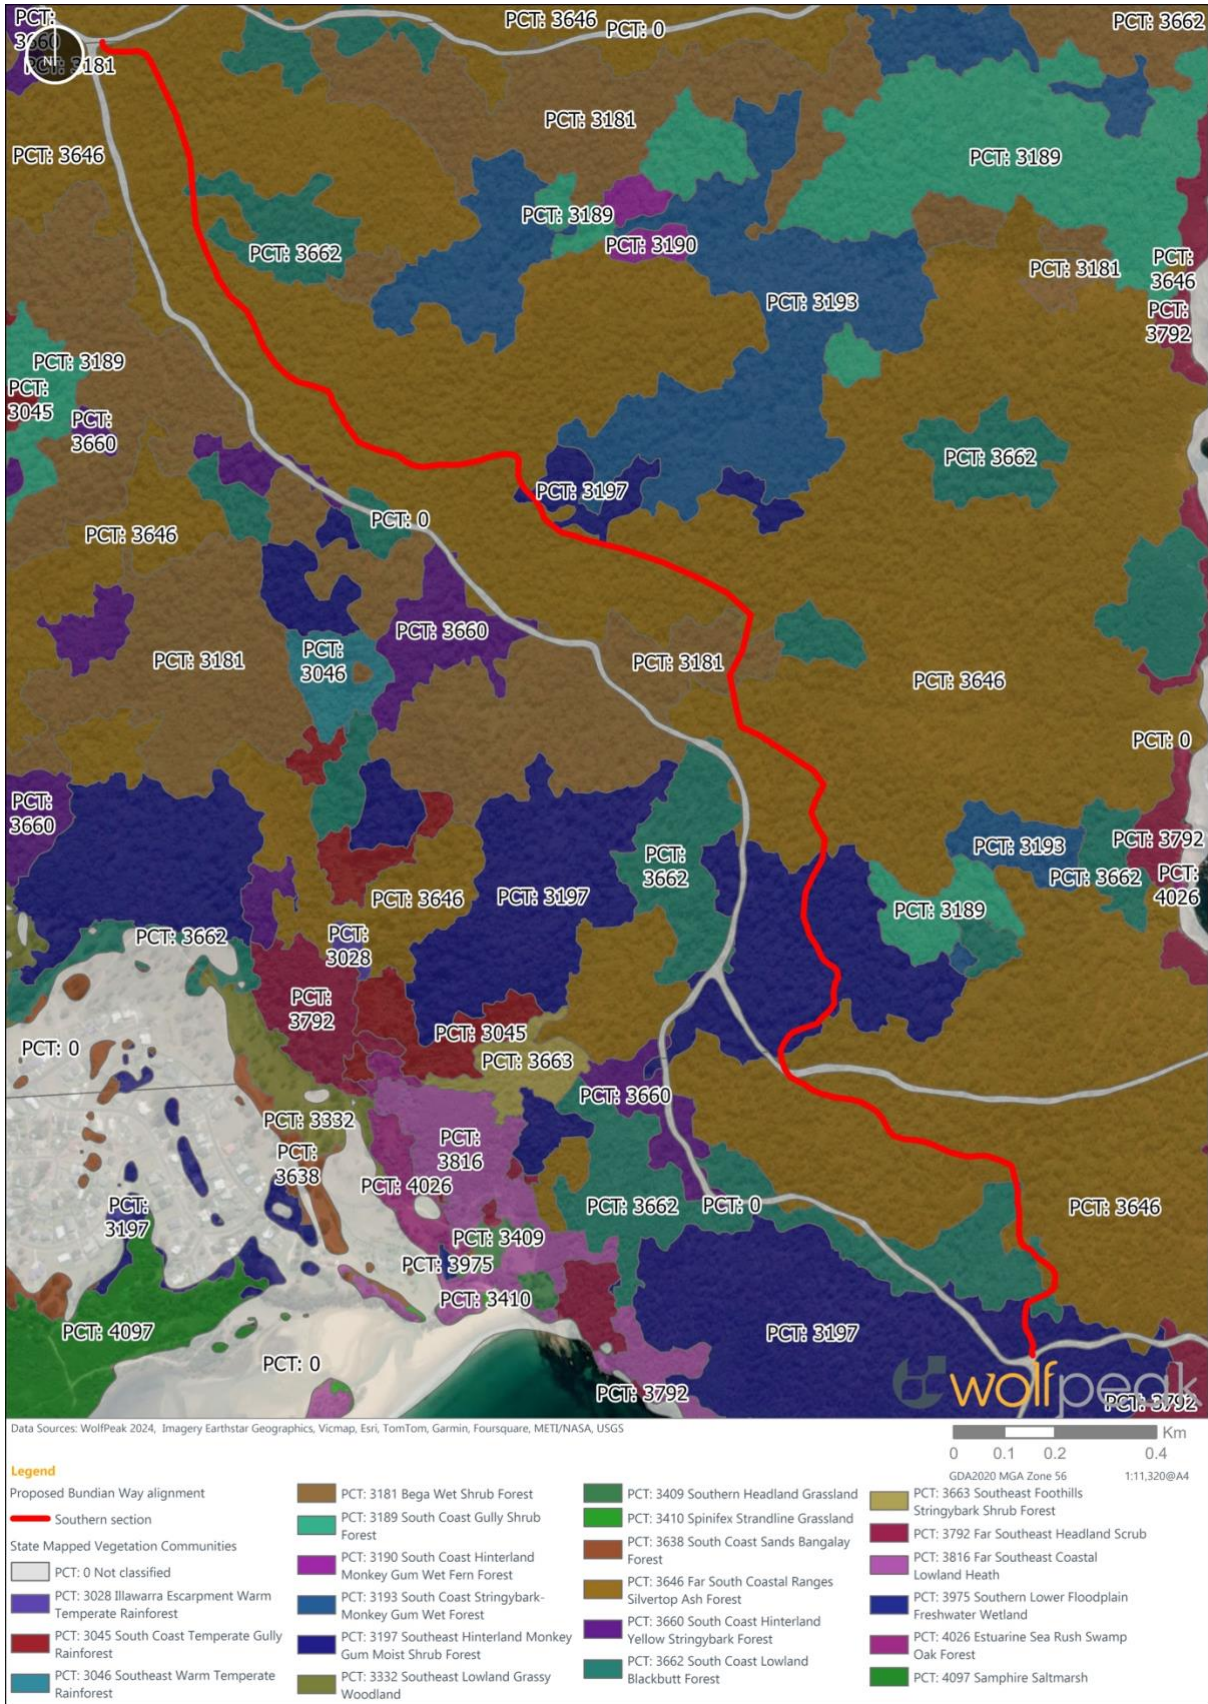 PCT:
3660
N
PCT: 3181
PCT: 3646
PCT: 0
PCT: 3662
PCT: 3646
PCT: 3181
PCT: 3189
PCT: 3189
PCT: 3190
PCT: 3662
PCT: 3181
PCT:
3646
PCT: 3193
PCT:
3792
PCT: 3189
PCT:
3045
PCT:
3660
PCT: 3662
PCT: 3197
PCT: 0
PCT: 3646
PCT: 3660
PCT: 3181
PCT:
3046
PCT: 3181
PCT: 3646
PCT: 0
PCT:
3660
PCT: 3193
PCT: 3792
PCT:
3662
PCT: 3662
PCT:
4026
PCT: 3646
PCT: 3197
PCT: 3189
PCT: 3662
PCT:
3028
PCT:
3792
PCT: 3045
PCT: 0
PCT: 3663
PCT: 3660
PCT: 3332
PCT:
3638
PCT:
3816
PCT: 4026
PCT:
3197
PCT: 3662
PCT: 0
PCT: 3646
PCT: 3409
PCT: 3975
PCT: 3410
PCT: 4097
PCT: 3197
PCT: 0
PCT: 3792
wolfpeak
PCT: 3792
Data Sources: WolfPeak 2024, Imagery Earthstar Geographics, Vicmap, Esri, TomTom, Garmin, Foursquare, METI/NASA, USGS
Km
0 0.1 0.2 0.4
GDA2020 MGA Zone 56 1:11,320@A4
Legend
Proposed Bundian Way alignment
Southern section
State Mapped Vegetation Communities
PCT: 0 Not classified
PCT: 3028 Illawarra Escarpment Warm
Temperate Rainforest
PCT: 3045 South Coast Temperate Gully
Rainforest
PCT: 3046 Southeast Warm Temperate
Rainforest
PCT: 3181 Bega Wet Shrub Forest
PCT: 3189 South Coast Gully Shrub
Forest
PCT: 3190 South Coast Hinterland
Monkey Gum Wet Fern Forest
PCT: 3193 South Coast Stringybark-
Monkey Gum Wet Forest
PCT: 3197 Southeast Hinterland Monkey
Gum Moist Shrub Forest
PCT: 3332 Southeast Lowland Grassy
Woodland
PCT: 3409 Southern Headland Grassland
PCT: 3410 Spinifex Strandline Grassland
PCT: 3638 South Coast Sands Bangalay
Forest
PCT: 3646 Far South Coastal Ranges
Silvertop Ash Forest
PCT: 3660 South Coast Hinterland
Yellow Stringybark Forest
PCT: 3662 South Coast Lowland
Blackbutt Forest
PCT: 3663 Southeast Foothills
Stringybark Shrub Forest
PCT: 3792 Far Southeast Headland Scrub
PCT: 3816 Far Southeast Coastal
Lowland Heath
PCT: 3975 Southern Lower Floodplain
Freshwater Wetland
PCT: 4026 Estuarine Sea Rush Swamp
Oak Forest
PCT: 4097 Samphire Saltmarsh